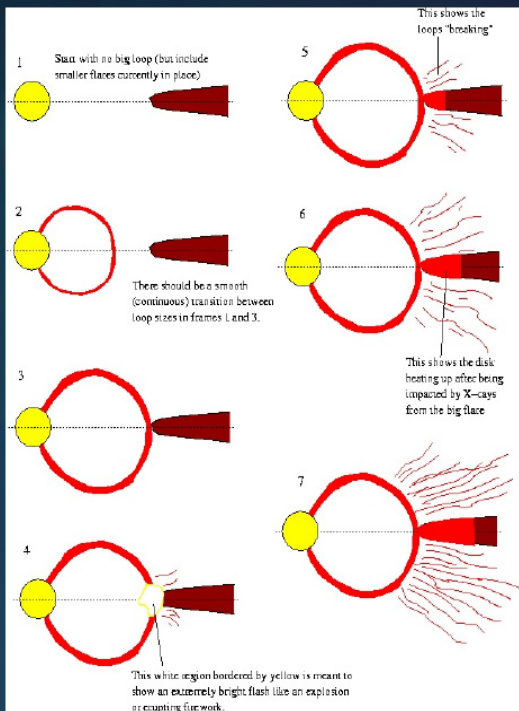 1
Start with no big loop (but include
smaller flares currently in place)
2
There should be a smooth
(continuous) transition between
loop sizes in frames 1 and 3.
3
4
This white region bordered by yellow is meant to
show an extremely bright flash like an explosion
or erupting firework.
5
This shows the
loops "breaking"
6
This shows the disk
heating up after being
impacted by X-rays
from the big flare
7